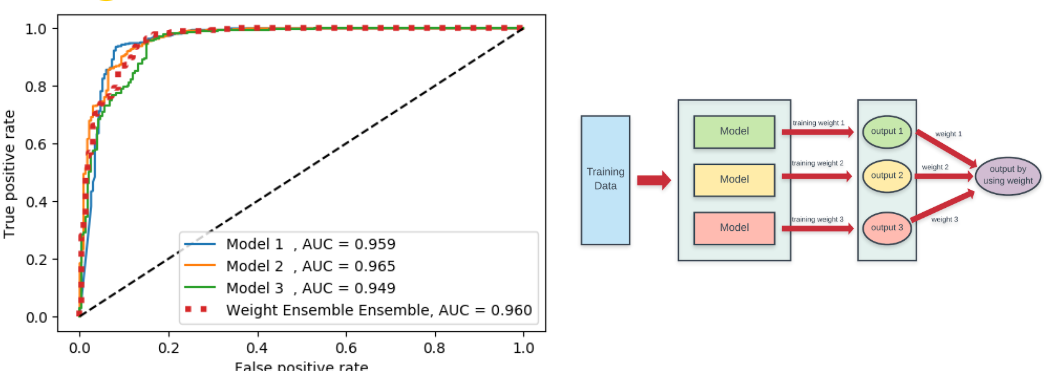 True positive rate
1.0
0.8
0.6
0.4
0.2
0.0
Model 1 , AUC = 0.959
Model 2 , AUC = 0.965
Model 3 , AUC = 0.949
Weight Ensemble Ensemble, AUC = 0.960
0.0 0.2 0.4 0.6 0.8 1.0
False positive rate
Training
Data
Model
Model
Model
training weight 1
training weight 2
training weight 3
output 1
output 2
output 3
weight 1
weight 2
weight 3
output by
using weight